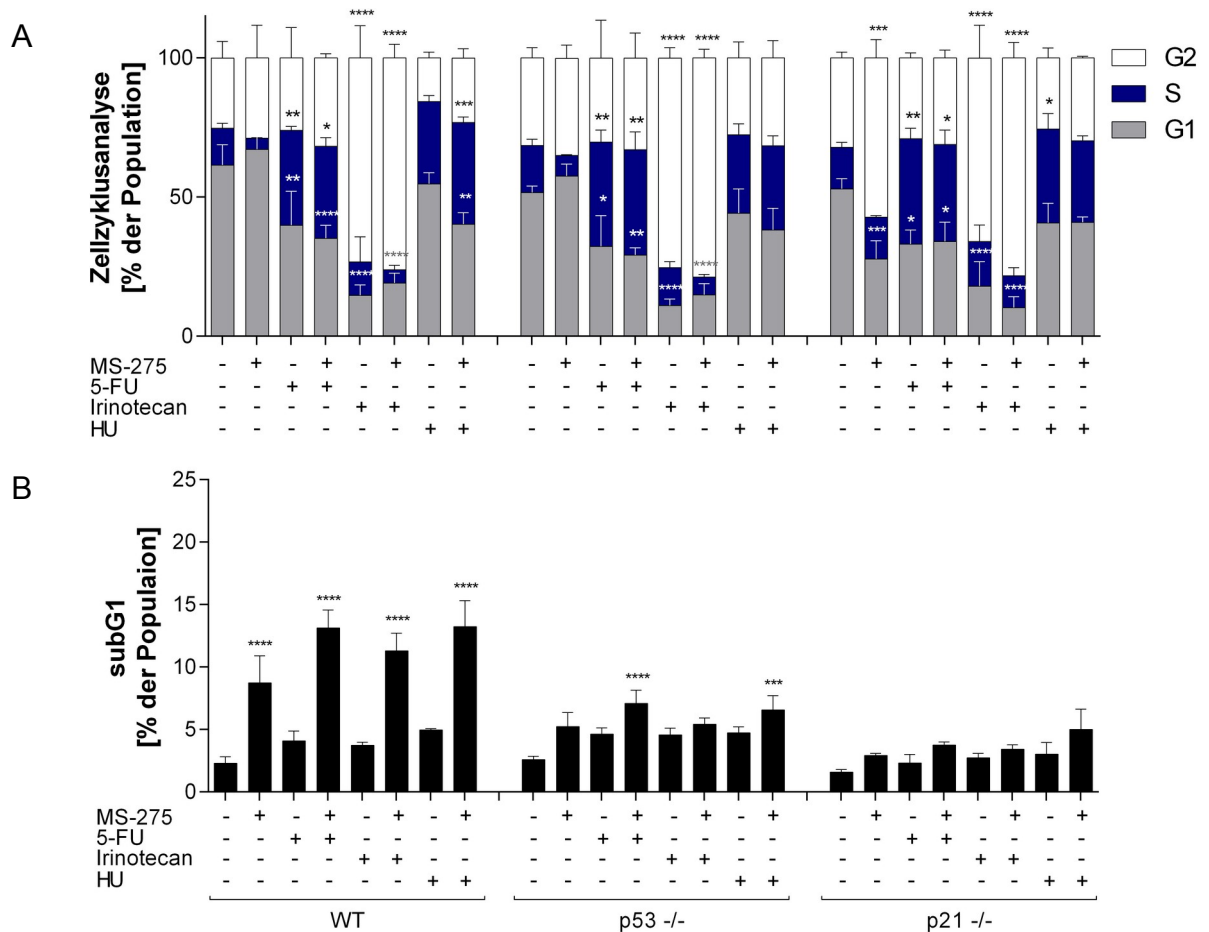 A
Zellzyklusanalyse
[% der Population]
100
50
0
**** **** **** **** *** **** ****
** * *** ** ** ** * *
** **** ** * ** * *
**** **** **** **** *** **** ****
G2
S
G1
MS-275 - + - + - + - + - + - + - + - + - + - + - + - +
5-FU - - + + - - - - - - + + - - - - - - + + - - - -
Irinotecan - - - - + + - - - - - - + + - - - - - - + + - -
HU - - - - - - + + - - - - - - + + - - - - - - + +
B
subG1
[% der Populaion]
25
20
15
10
5
0
**** **** **** **** **** ***
MS-275 - + - + - + - + - + - + - + - + - + - + - + - +
5-FU - - + + - - - - - - + + - - - - - - + + - - - -
Irinotecan - - - - + + - - - - - - + + - - - - - - + + - -
HU - - - - - - + + - - - - - - + + - - - - - - + +
WT p53 -/- p21 -/-